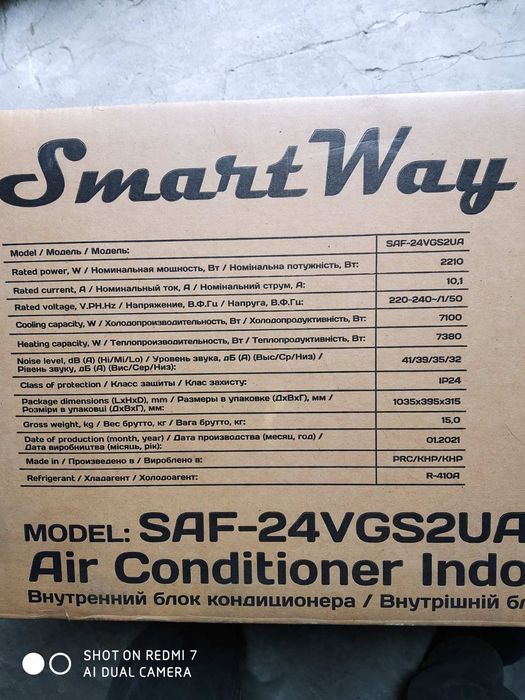 SmartWay
Model / Модель / Модель: SAF-24VGS2UA
Rated power, W / Номинальная мощность, Вт / Номінальна потужність, Вт: 2210
Rated current, A / Номинальный ток, А / Номінальний струм, А: 10,1
Rated voltage, V.PH.Hz / Напряжение, В.Ф.Гц / Напруга, В.Ф.Гц: 220-240~/1/50
Cooling capacity, W / Холодопроизводительность, Вт / Холодопродуктивність, Вт: 7100
Heating capacity, W / Теплопроизводительность, Вт / Теплопродуктивність, Вт: 7380
Noise level, dB (A) (Hi/Mi/Lo) / Уровень звука, дБ (А) (Выс/Ср/Низ) /
Рівень звуку, дБ (А) (Вис/Сер/Низ): 41/39/35/32
Class of protection / Класс защиты / Клас захисту: IP24
Package dimensions (LxHxD), mm / Размеры в упаковке (ДхВхГ), мм /
Розміри в упаковці (ДхВхГ), мм: 1035x395x315
Gross weight, kg / Вес брутто, кг / Вага брутто, кг: 15,0
Date of production (month, year) / Дата производства (месяц, год) /
Дата виробництва (місяць, рік): 01.2021
Made in / Произведено в / Вироблено в: PRC/КНР/КНР
Refrigerant / Хладагент / Холодоагент: R-410A
MODEL: SAF-24VGS2UA
Air Conditioner Indo
Внутренний блок кондиционера / Внутрішній бл
SHOT ON REDMI 7
AI DUAL CAMERA